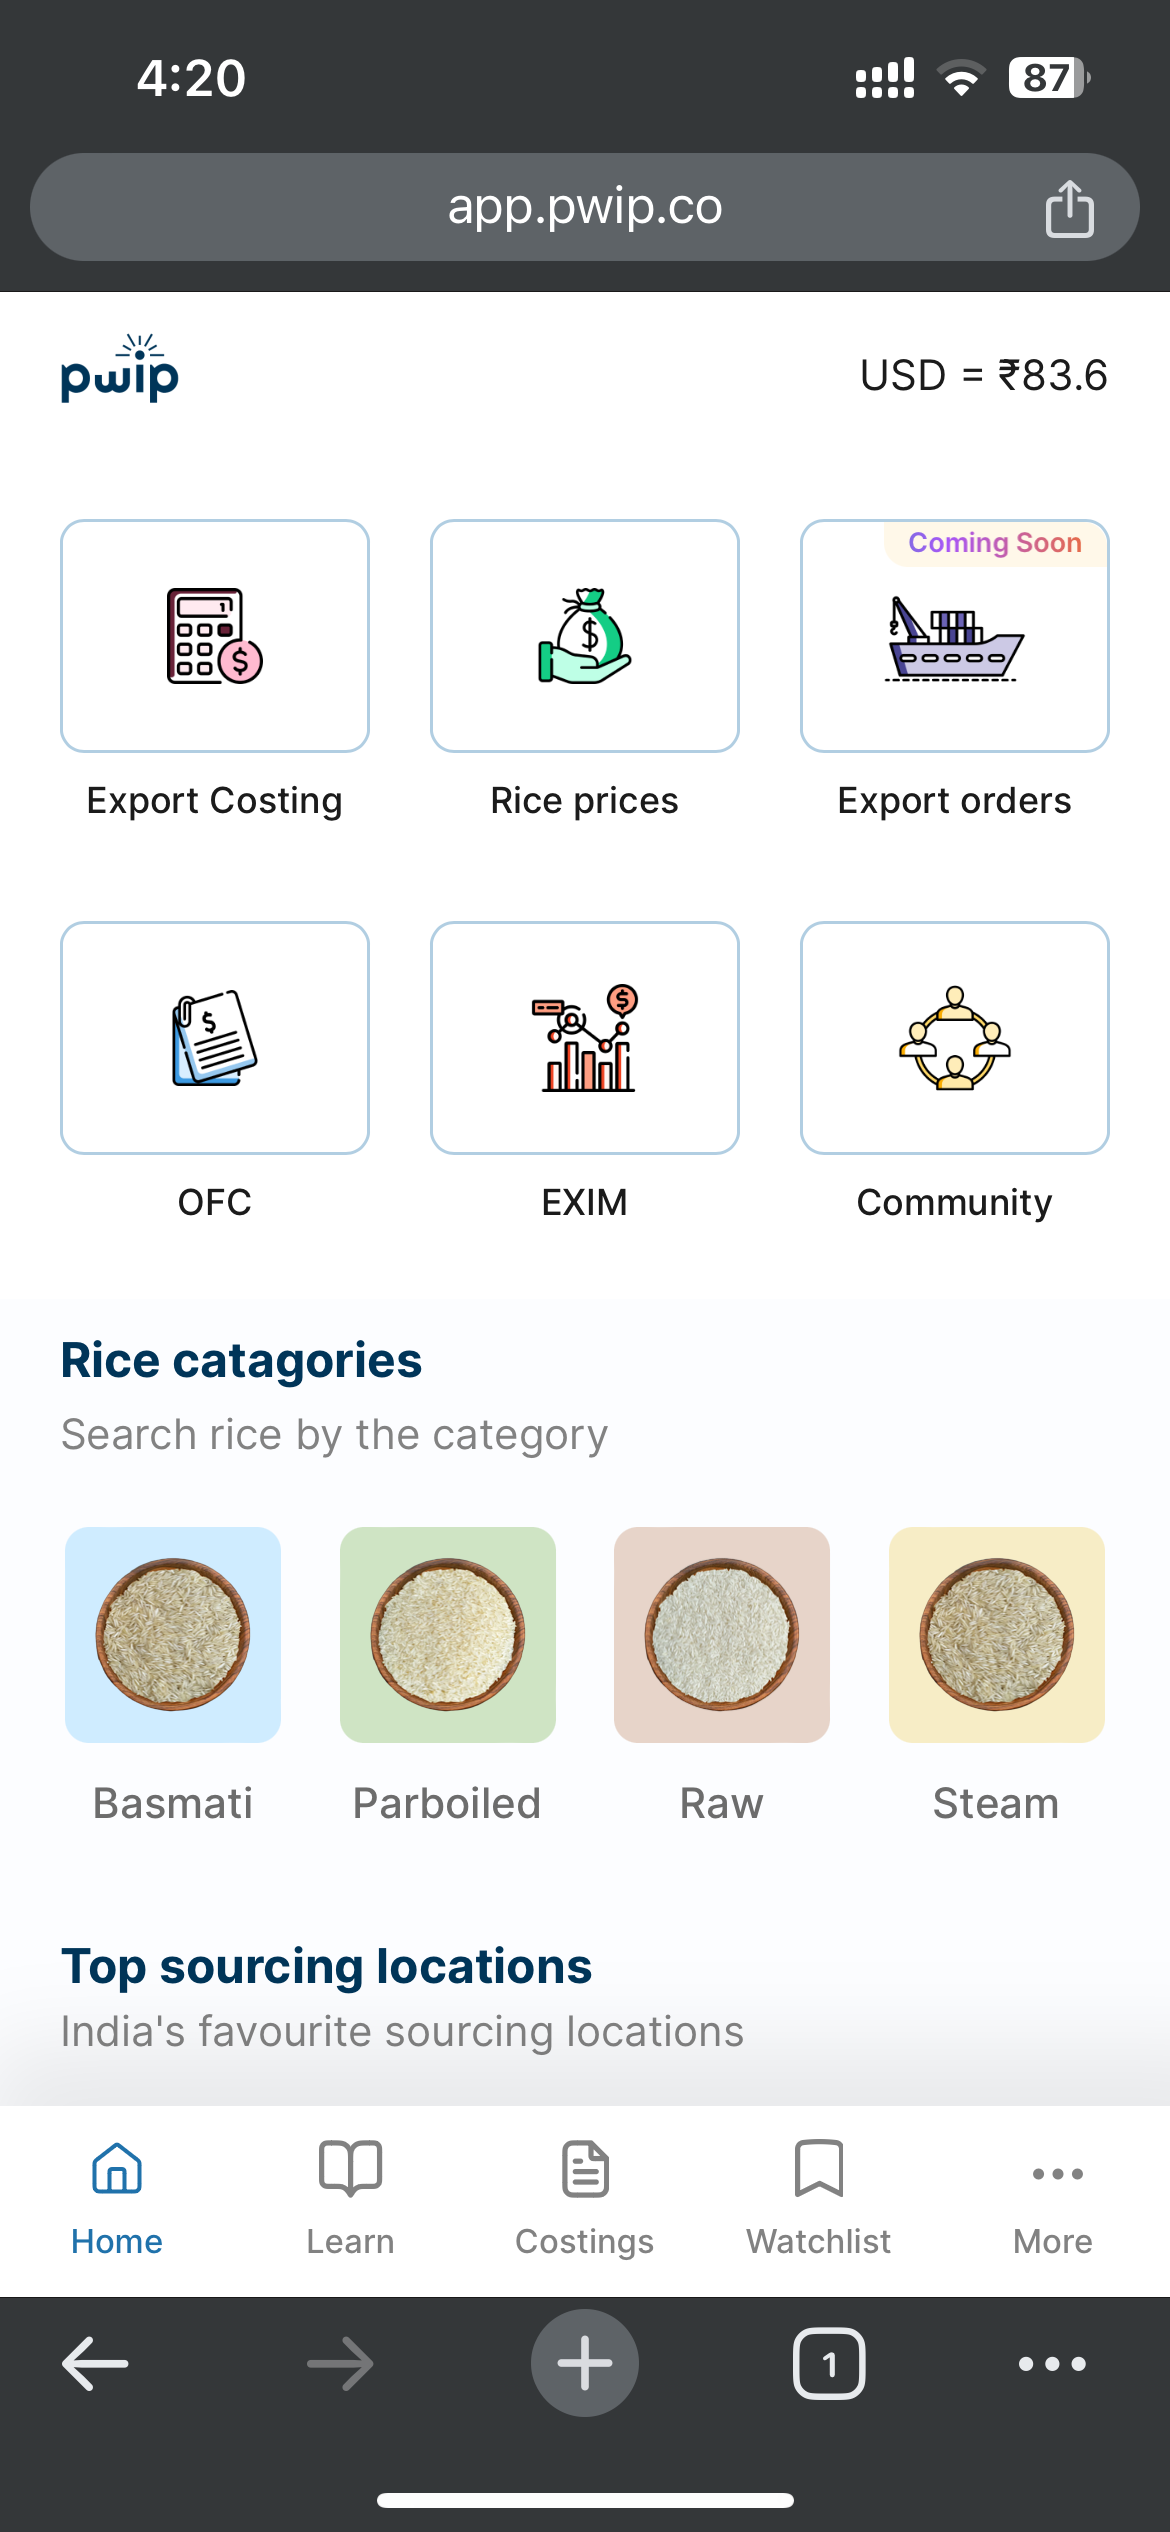 4:20
87
app.pwip.co
pwip
USD = ₹83.6
Coming Soon
Export Costing
Rice prices
Export orders
OFC
EXIM
Community
Rice catagories
Search rice by the category
Basmati
Parboiled
Raw
Steam
Top sourcing locations
India's favourite sourcing locations
Home
Learn
Costings
Watchlist
More
1